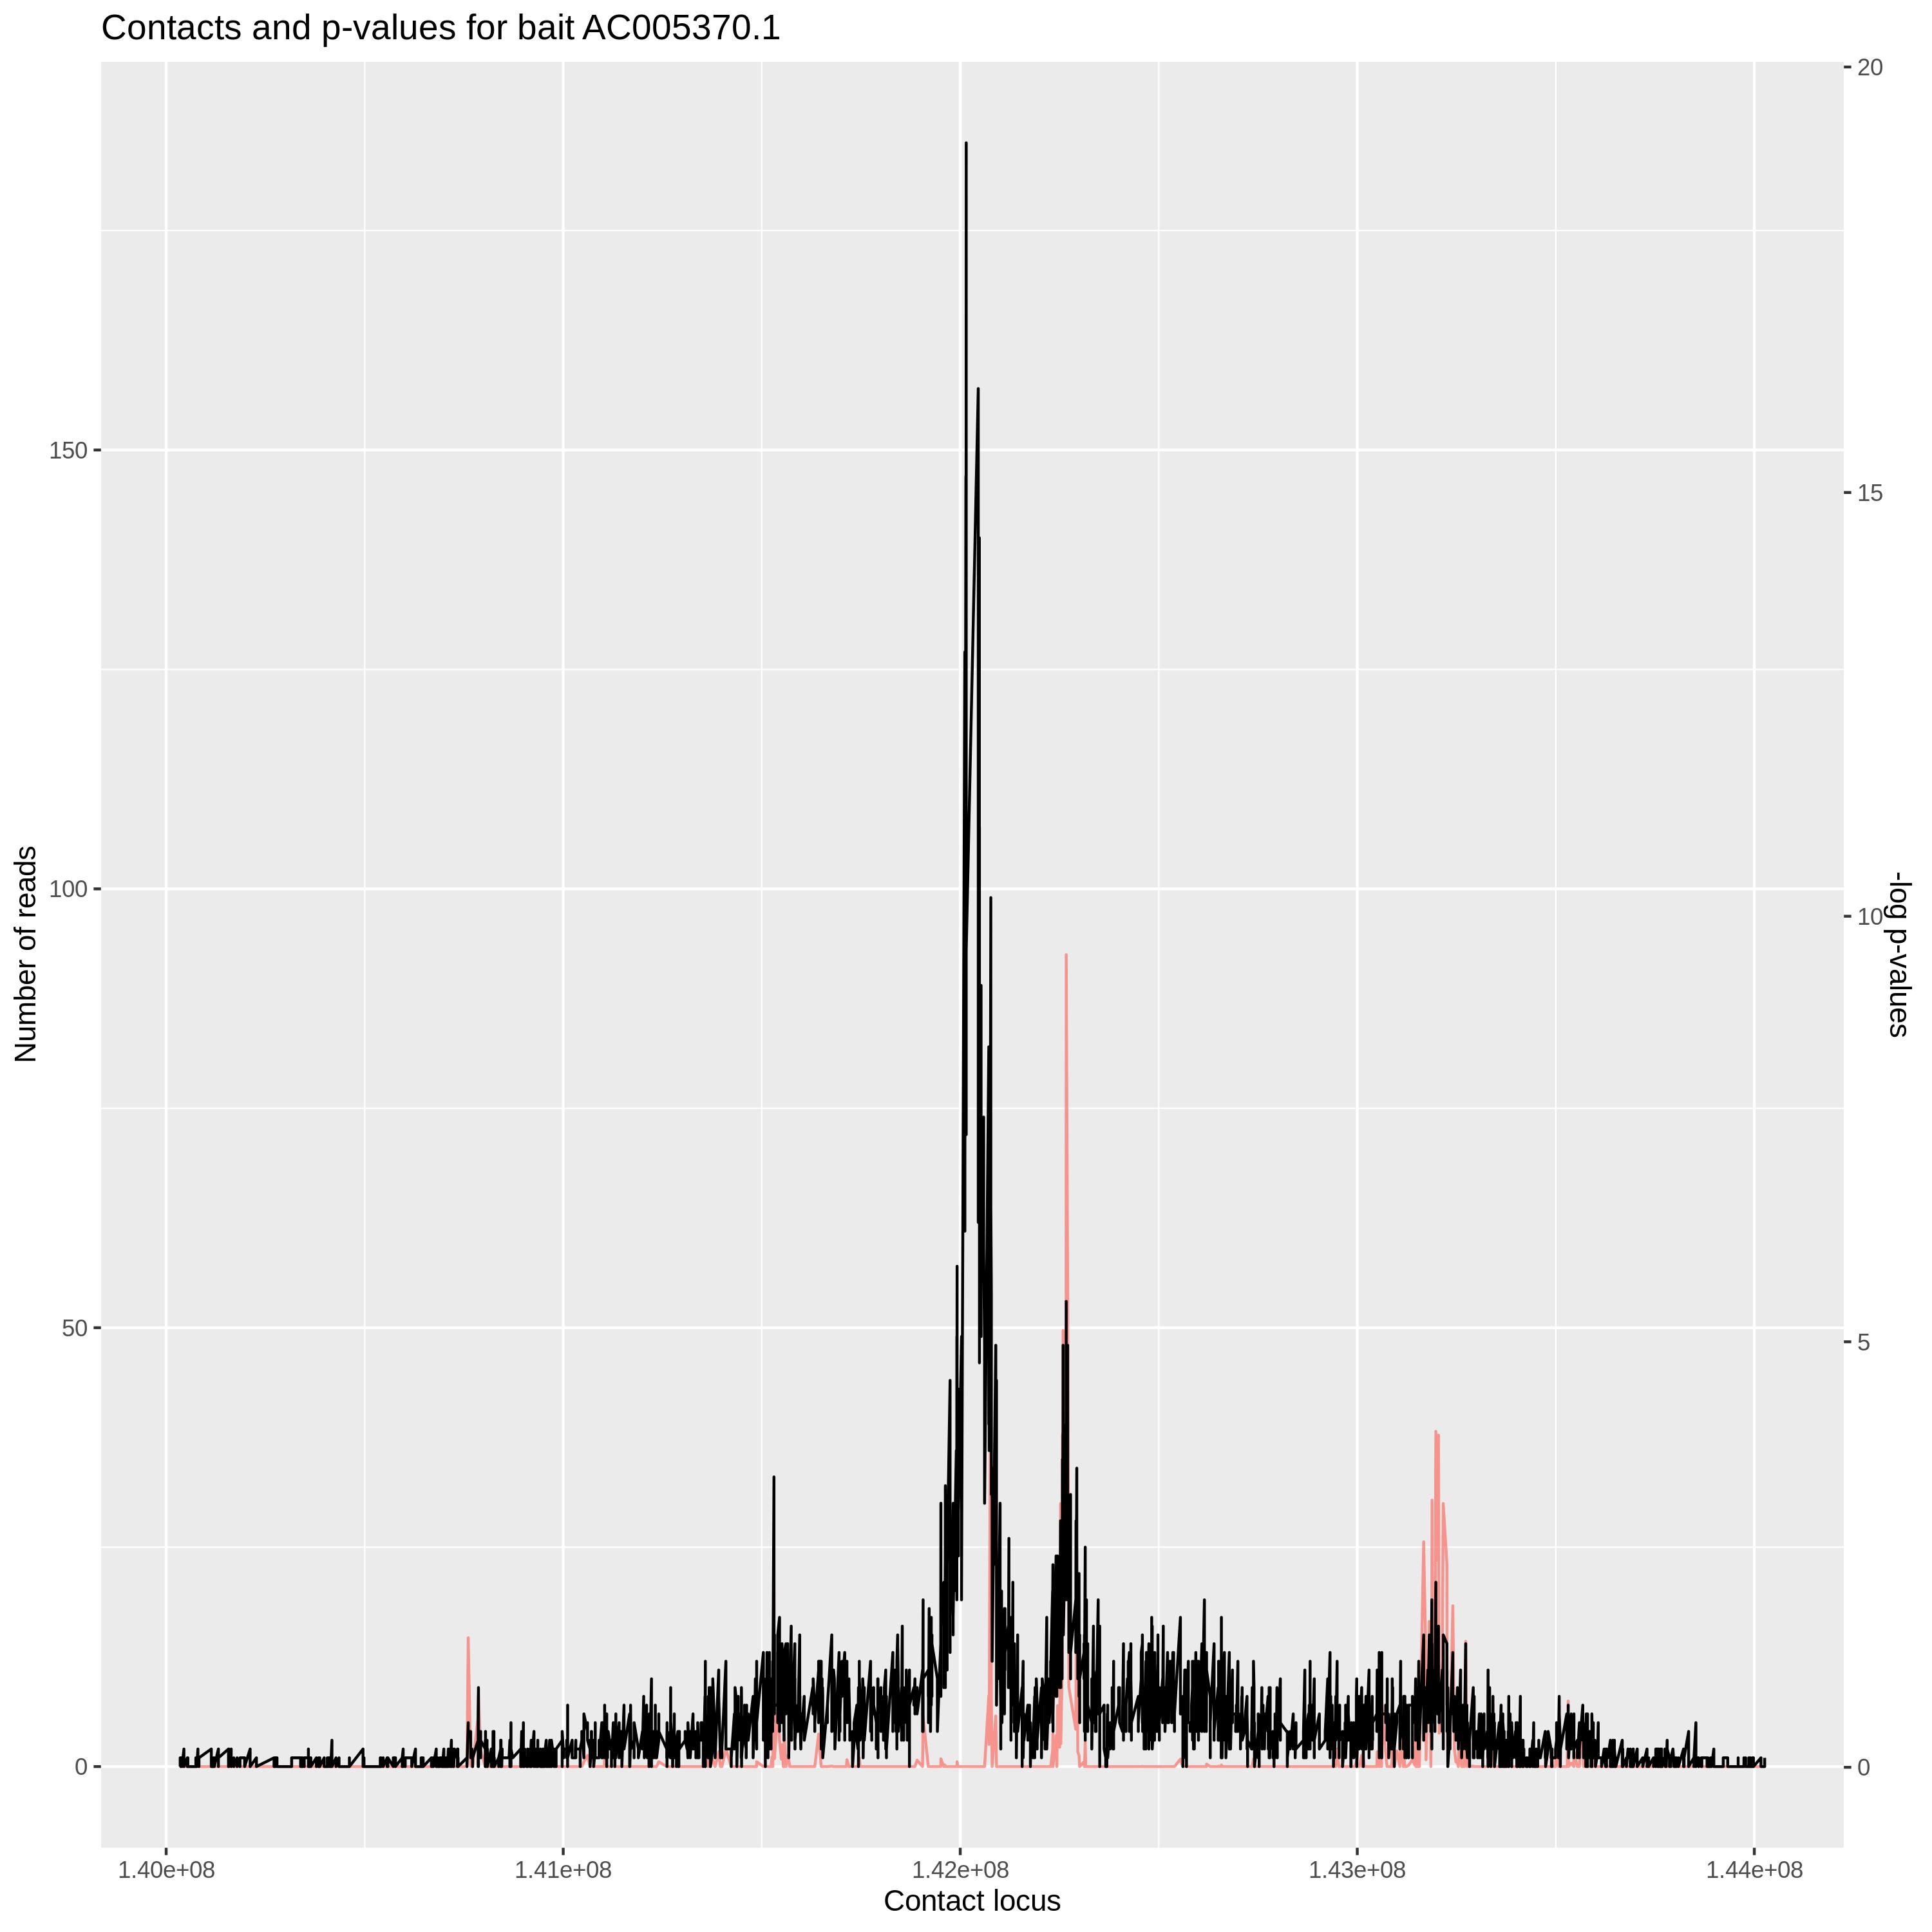 Contacts and p-values for bait AC005370.1
20
150
15
100
10
50
5
0
0
Number of reads
-log p-values
1.40e+08 1.41e+08 1.42e+08 1.43e+08 1.44e+08
Contact locus